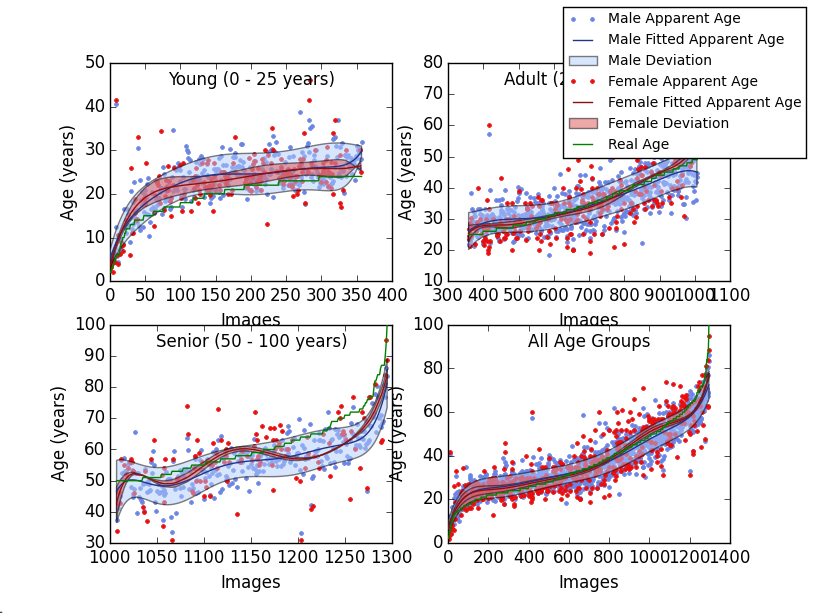 Male Apparent Age
Male Fitted Apparent Age
Male Deviation
Female Apparent Age
Female Fitted Apparent Age
Female Deviation
Real Age
Young (0 - 25 years)
50
40
30
20
10
0
Age (years)
0 50 100 150 200 250 300 350 400
Images
Adult (2
80
70
60
50
40
30
20
10
Age (years)
300 400 500 600 700 800 900 1000 1100
Images
Senior (50 - 100 years)
100
90
80
70
60
50
40
30
Age (years)
1000 1050 1100 1150 1200 1250 1300
Images
All Age Groups
100
80
60
40
20
0
Age (years)
0 200 400 600 800 1000 1200 1400
Images